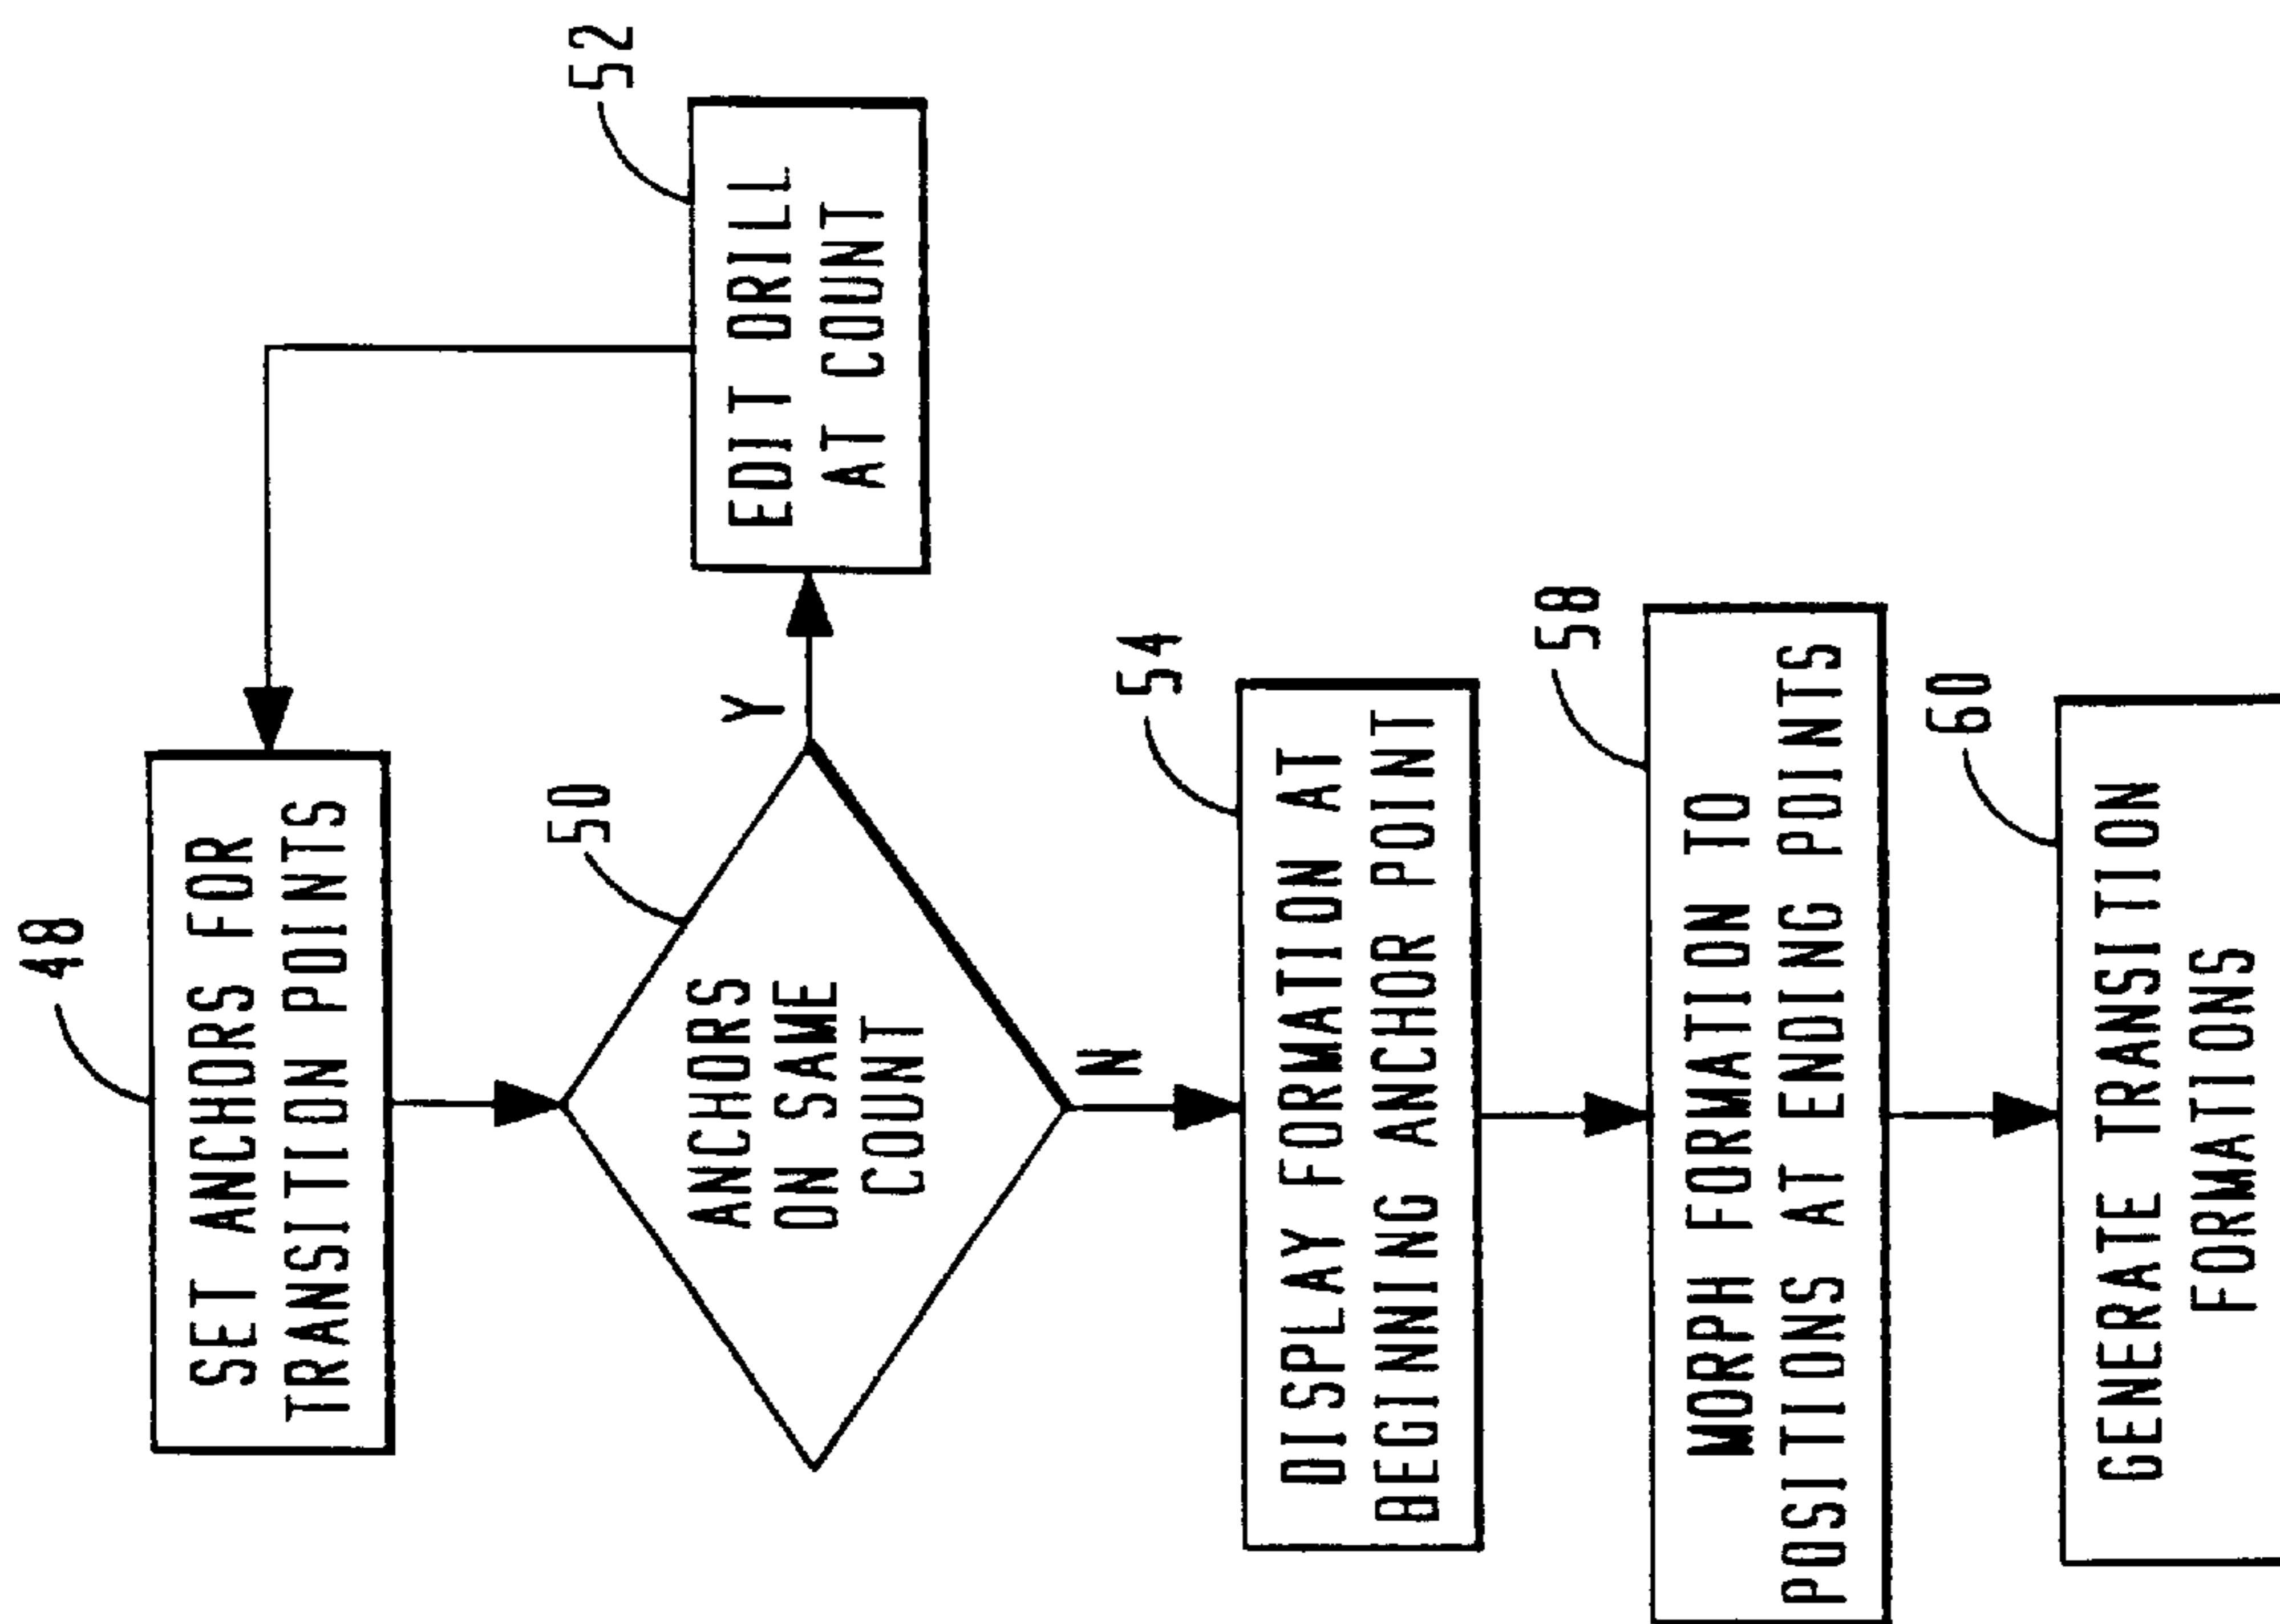 48
SET ANCHORS FOR
TRANSITION POINTS
50
ANCHORS
ON SAME
COUNT
Y
52
EDIT DRILL
AT COUNT
N
54
DISPLAY FORMATION AT
BEGINNING ANCHOR POINT
58
MORPH FORMATION TO
POSITIONS AT ENDING POINTS
60
GENERATE TRANSITION
FORMATIONS